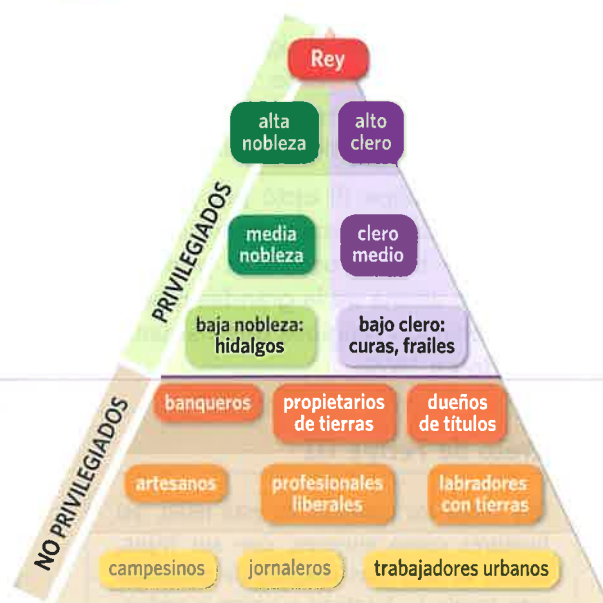 Rey
alta
nobleza
alto
clero
PRIVILEGIADOS
media
nobleza
clero
medio
baja nobleza:
hidalgos
bajo clero:
curas, frailes
NO PRIVILEGIADOS
banqueros
propietarios
de tierras
dueños
de títulos
artesanos
profesionales
liberales
labradores
con tierras
campesinos
jornaleros
trabajadores urbanos